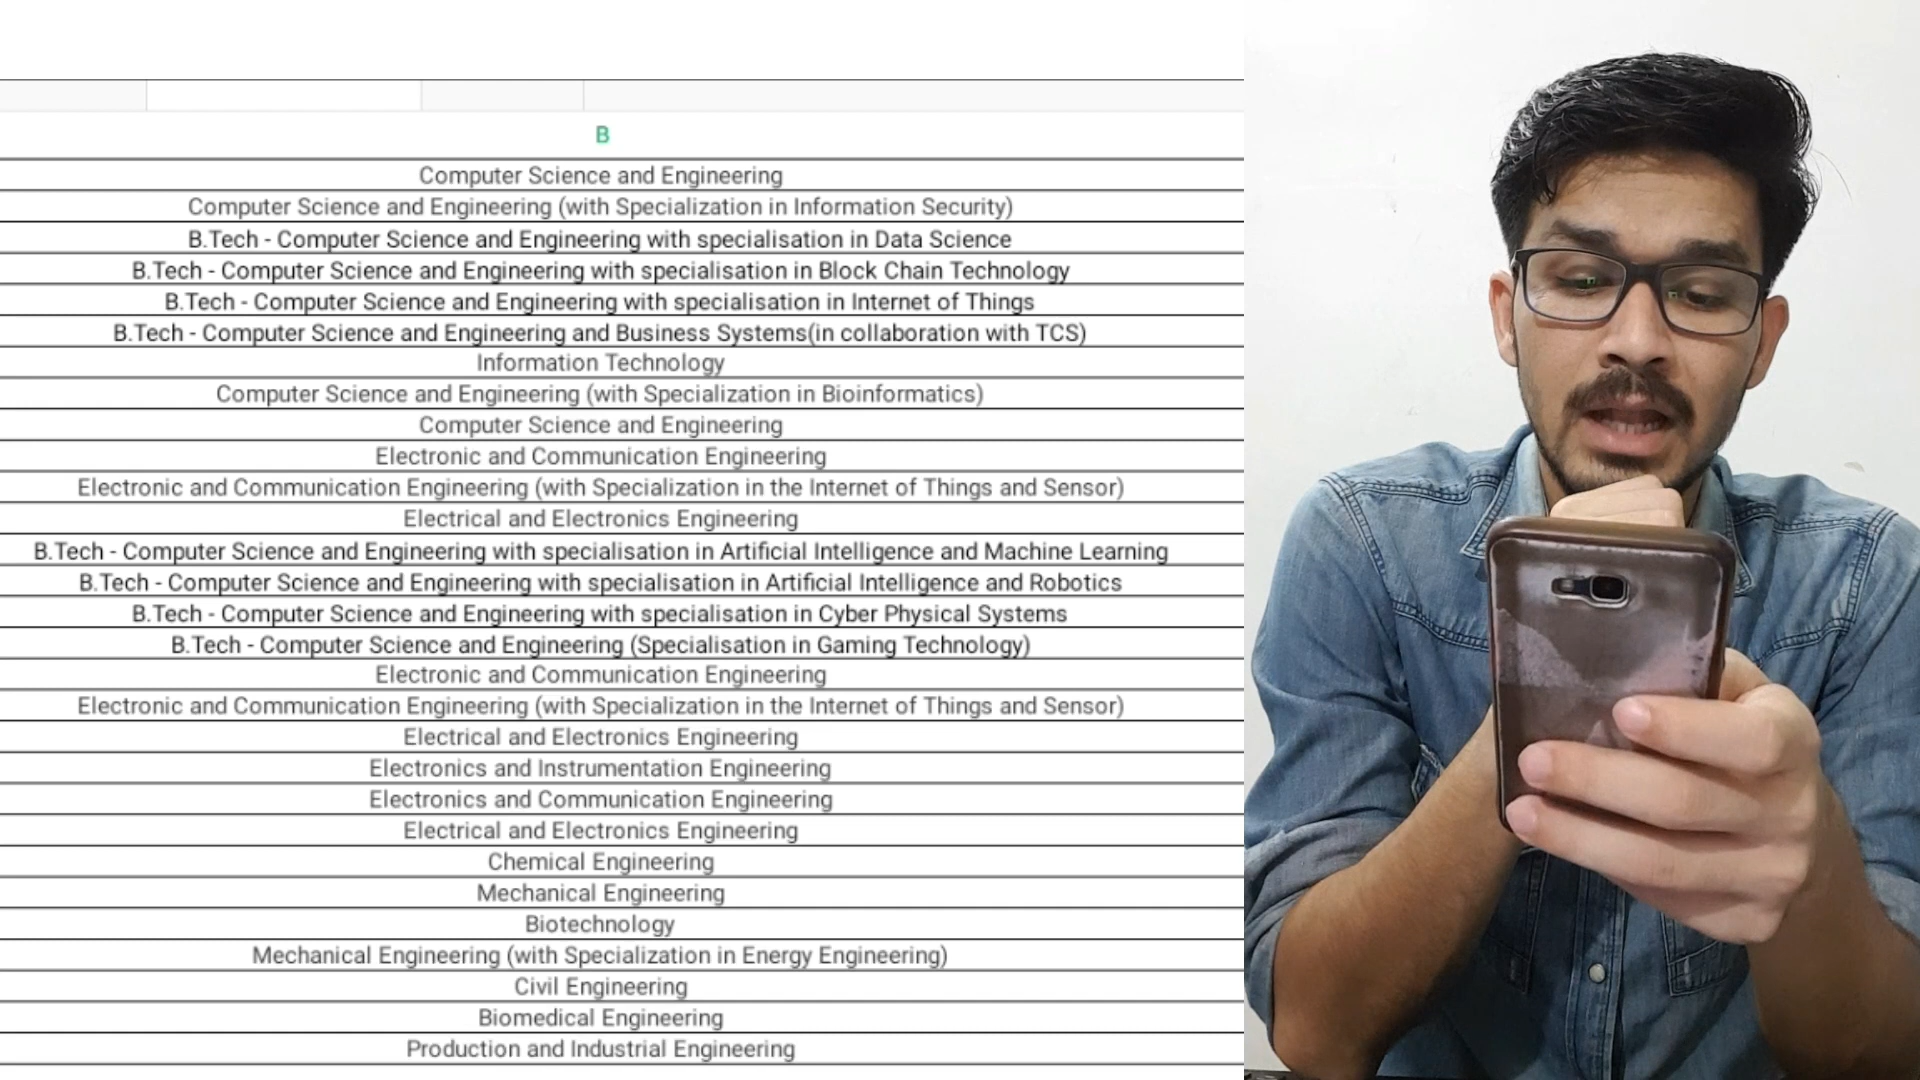 B
Computer Science and Engineering
Computer Science and Engineering (with Specialization in Information Security)
B.Tech - Computer Science and Engineering with specialisation in Data Science
B.Tech - Computer Science and Engineering with specialisation in Block Chain Technology
B.Tech - Computer Science and Engineering with specialisation in Internet of Things
B.Tech - Computer Science and Engineering and Business Systems(in collaboration with TCS)
Information Technology
Computer Science and Engineering (with Specialization in Bioinformatics)
Computer Science and Engineering
Electronic and Communication Engineering
Electronic and Communication Engineering (with Specialization in the Internet of Things and Sensor)
Electrical and Electronics Engineering
B.Tech - Computer Science and Engineering with specialisation in Artificial Intelligence and Machine Learning
B.Tech - Computer Science and Engineering with specialisation in Artificial Intelligence and Robotics
B.Tech - Computer Science and Engineering with specialisation in Cyber Physical Systems
B.Tech - Computer Science and Engineering (Specialisation in Gaming Technology)
Electronic and Communication Engineering
Electronic and Communication Engineering (with Specialization in the Internet of Things and Sensor)
Electrical and Electronics Engineering
Electronics and Instrumentation Engineering
Electronics and Communication Engineering
Electrical and Electronics Engineering
Chemical Engineering
Mechanical Engineering
Biotechnology
Mechanical Engineering (with Specialization in Energy Engineering)
Civil Engineering
Biomedical Engineering
Production and Industrial Engineering